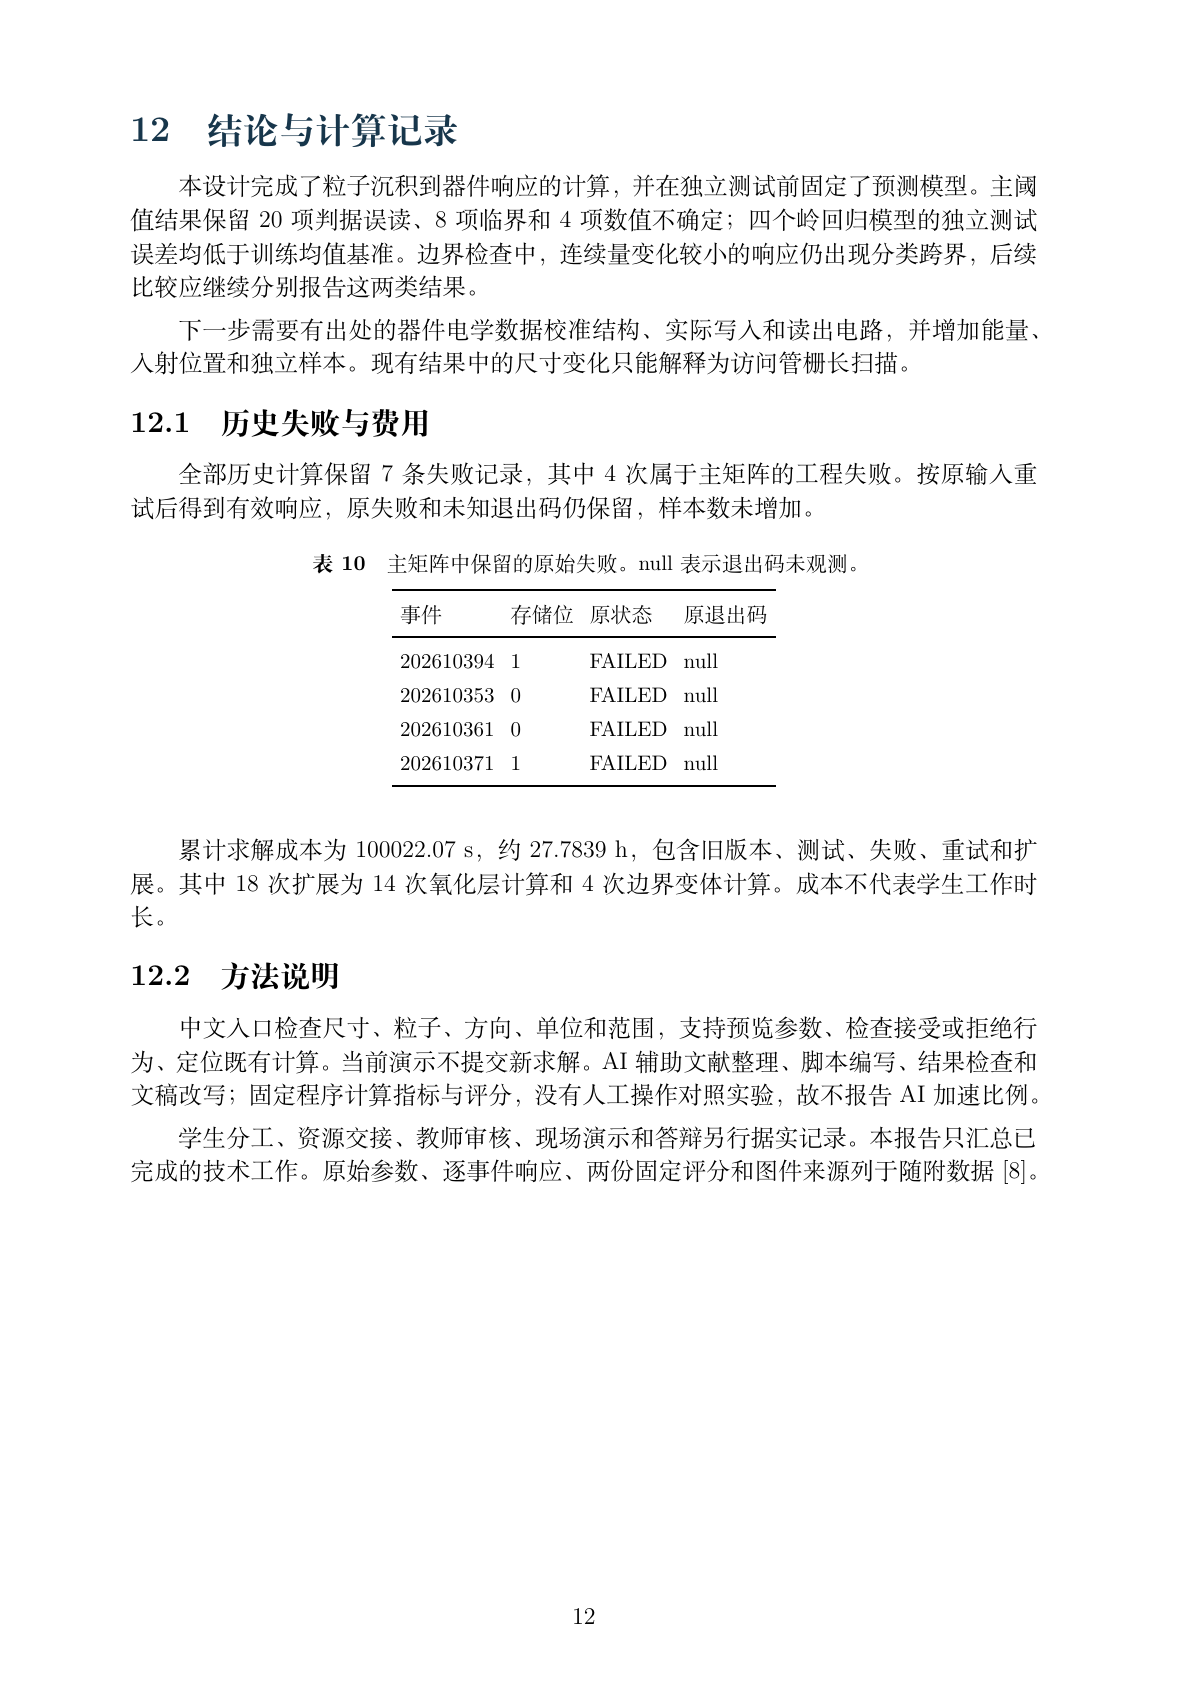 12 结论与计算记录
本设计完成了粒子沉积到器件响应的计算，并在独立测试前固定了预测模型。主阈
值结果保留 20 项判据误读、8 项临界和 4 项数值不确定；四个岭回归模型的独立测试
误差均低于训练均值基准。边界检查中，连续量变化较小的响应仍出现分类跨界，后续
比较应继续分别报告这两类结果。
下一步需要有出处的器件电学数据校准结构、实际写入和读出电路，并增加能量、
入射位置和独立样本。现有结果中的尺寸变化只能解释为访问管栅长扫描。
12.1 历史失败与费用
全部历史计算保留 7 条失败记录，其中 4 次属于主矩阵的工程失败。按原输入重
试后得到有效响应，原失败和未知退出码仍保留，样本数未增加。
表 10 主矩阵中保留的原始失败。null 表示退出码未观测。
事件 存储位 原状态 原退出码
202610394 1 FAILED null
202610353 0 FAILED null
202610361 0 FAILED null
202610371 1 FAILED null
累计求解成本为 100022.07 s，约 27.7839 h，包含旧版本、测试、失败、重试和扩
展。其中 18 次扩展为 14 次氧化层计算和 4 次边界变体计算。成本不代表学生工作时
长。
12.2 方法说明
中文入口检查尺寸、粒子、方向、单位和范围，支持预览参数、检查接受或拒绝行
为、定位既有计算。当前演示不提交新求解。AI 辅助文献整理、脚本编写、结果检查和
文稿改写；固定程序计算指标与评分，没有人工操作对照实验，故不报告 AI 加速比例。
学生分工、资源交接、教师审核、现场演示和答辩另行据实记录。本报告只汇总已
完成的技术工作。原始参数、逐事件响应、两份固定评分和图件来源列于随附数据 [8]。
12